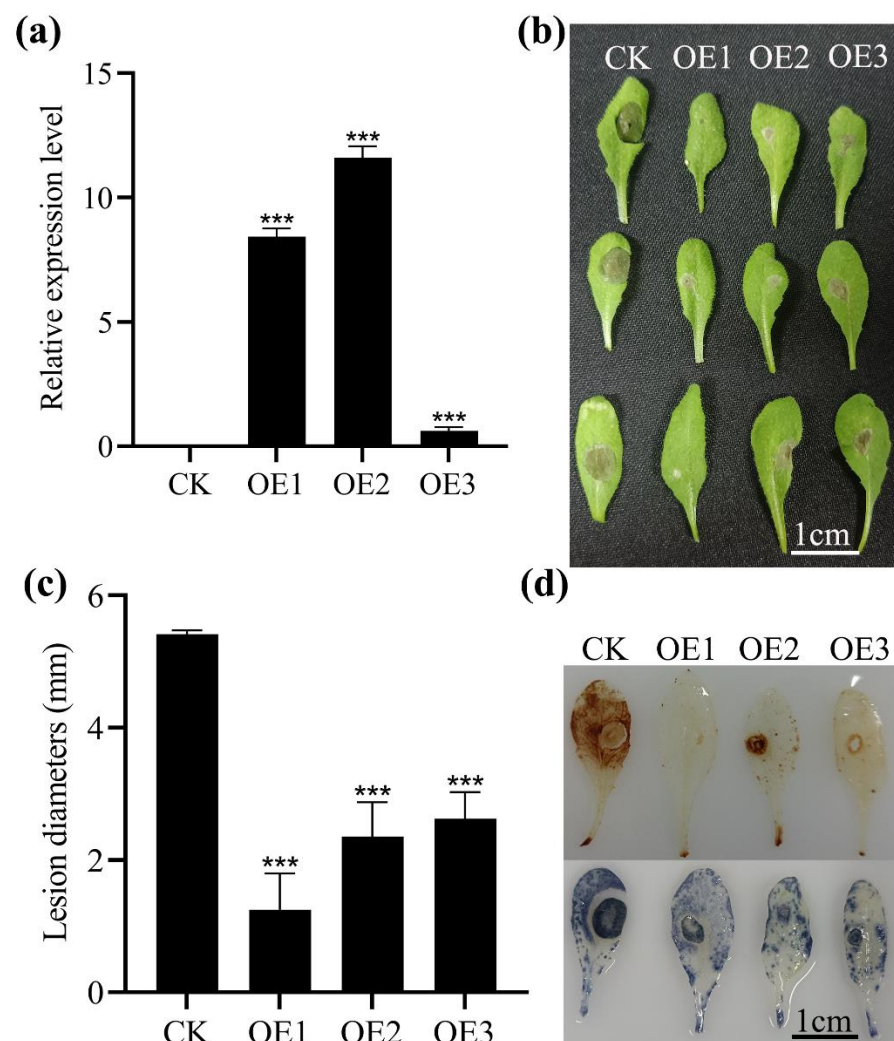 (a)
Relative expression level
15
10
5
0
***
***
***
CK OE1 OE2 OE3
(b)
CK OE1 OE2 OE3
1cm
(c)
Lesion diameters (mm)
6
4
2
0
***
***
***
CK OE1 OE2 OE3
(d)
CK OE1 OE2 OE3
1cm